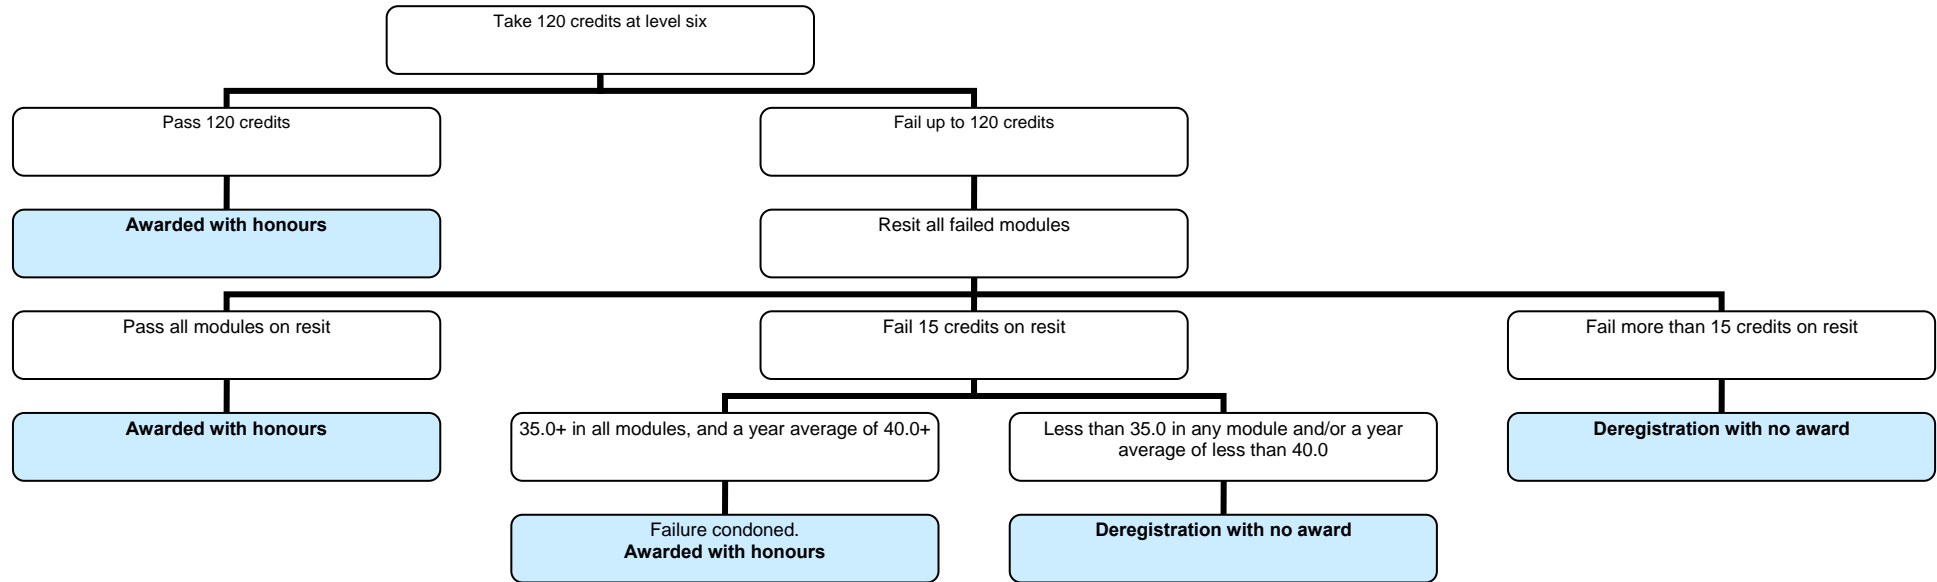 Take 120 credits at level six
Pass 120 credits
Fail up to 120 credits
Awarded with honours
Resit all failed modules
Pass all modules on resit
Fail 15 credits on resit
Fail more than 15 credits on resit
Awarded with honours
35.0+ in all modules, and a year average of 40.0+
Less than 35.0 in any module and/or a year
average of less than 40.0
Deregistration with no award
Failure condoned.
Awarded with honours
Deregistration with no award